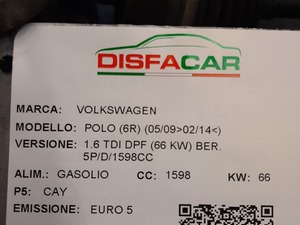 DISFACAR
MARCA: VOLKSWAGEN
MODELLO: POLO (6R) (05/09>02/14<)
VERSIONE: 1.6 TDI DPF (66 KW) BER.
5P/D/1598CC
ALIM.: GASOLIO CC: 1598 KW: 66
P5: CAY
EMISSIONE: EURO 5